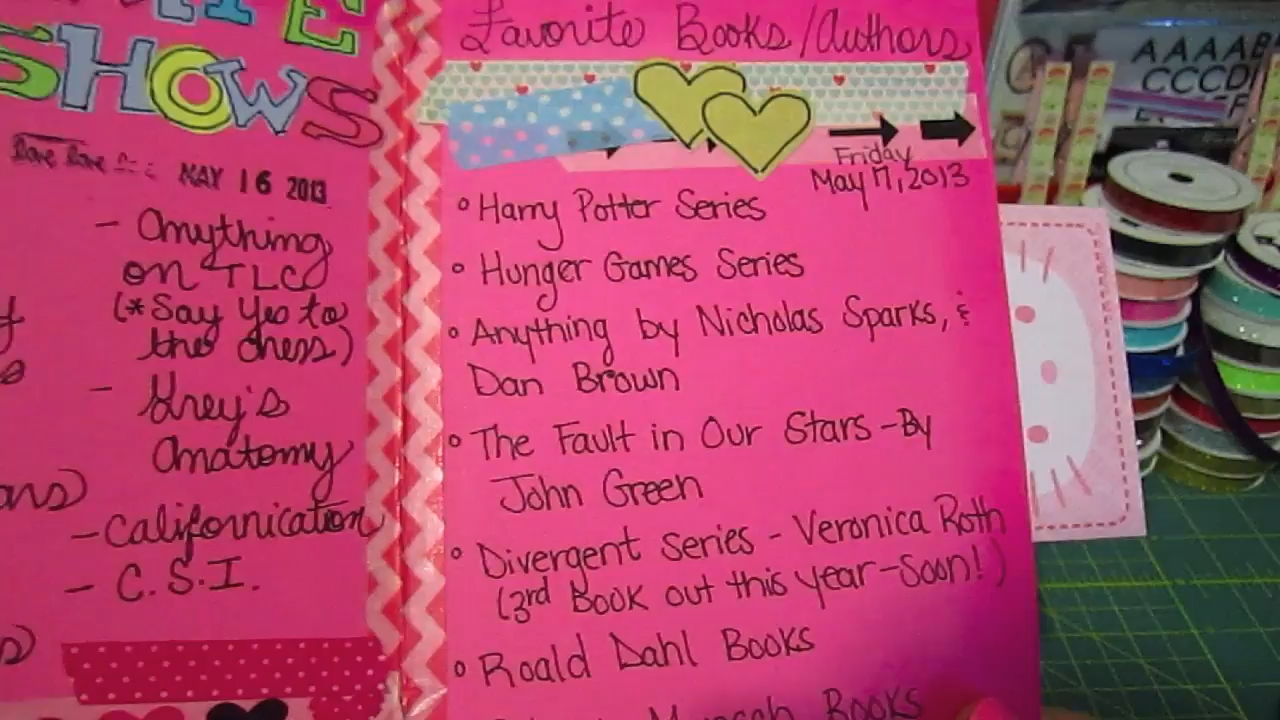 SHOWS
MAY 16 2013
- Anything
on TLC
(*Say Yes to
the dress)
- Grey's
Anatomy
- Californication
- C.S.I.
Favorite Books/Authors
Friday
May 17, 2013
° Harry Potter Series
° Hunger Games Series
° Anything by Nicholas Sparks, &
Dan Brown
° The Fault in Our Stars - By
John Green
° Divergent Series - Veronica Roth
(3rd Book out this year - Soon!)
° Roald Dahl Books
Books
AAAAB
CCCD